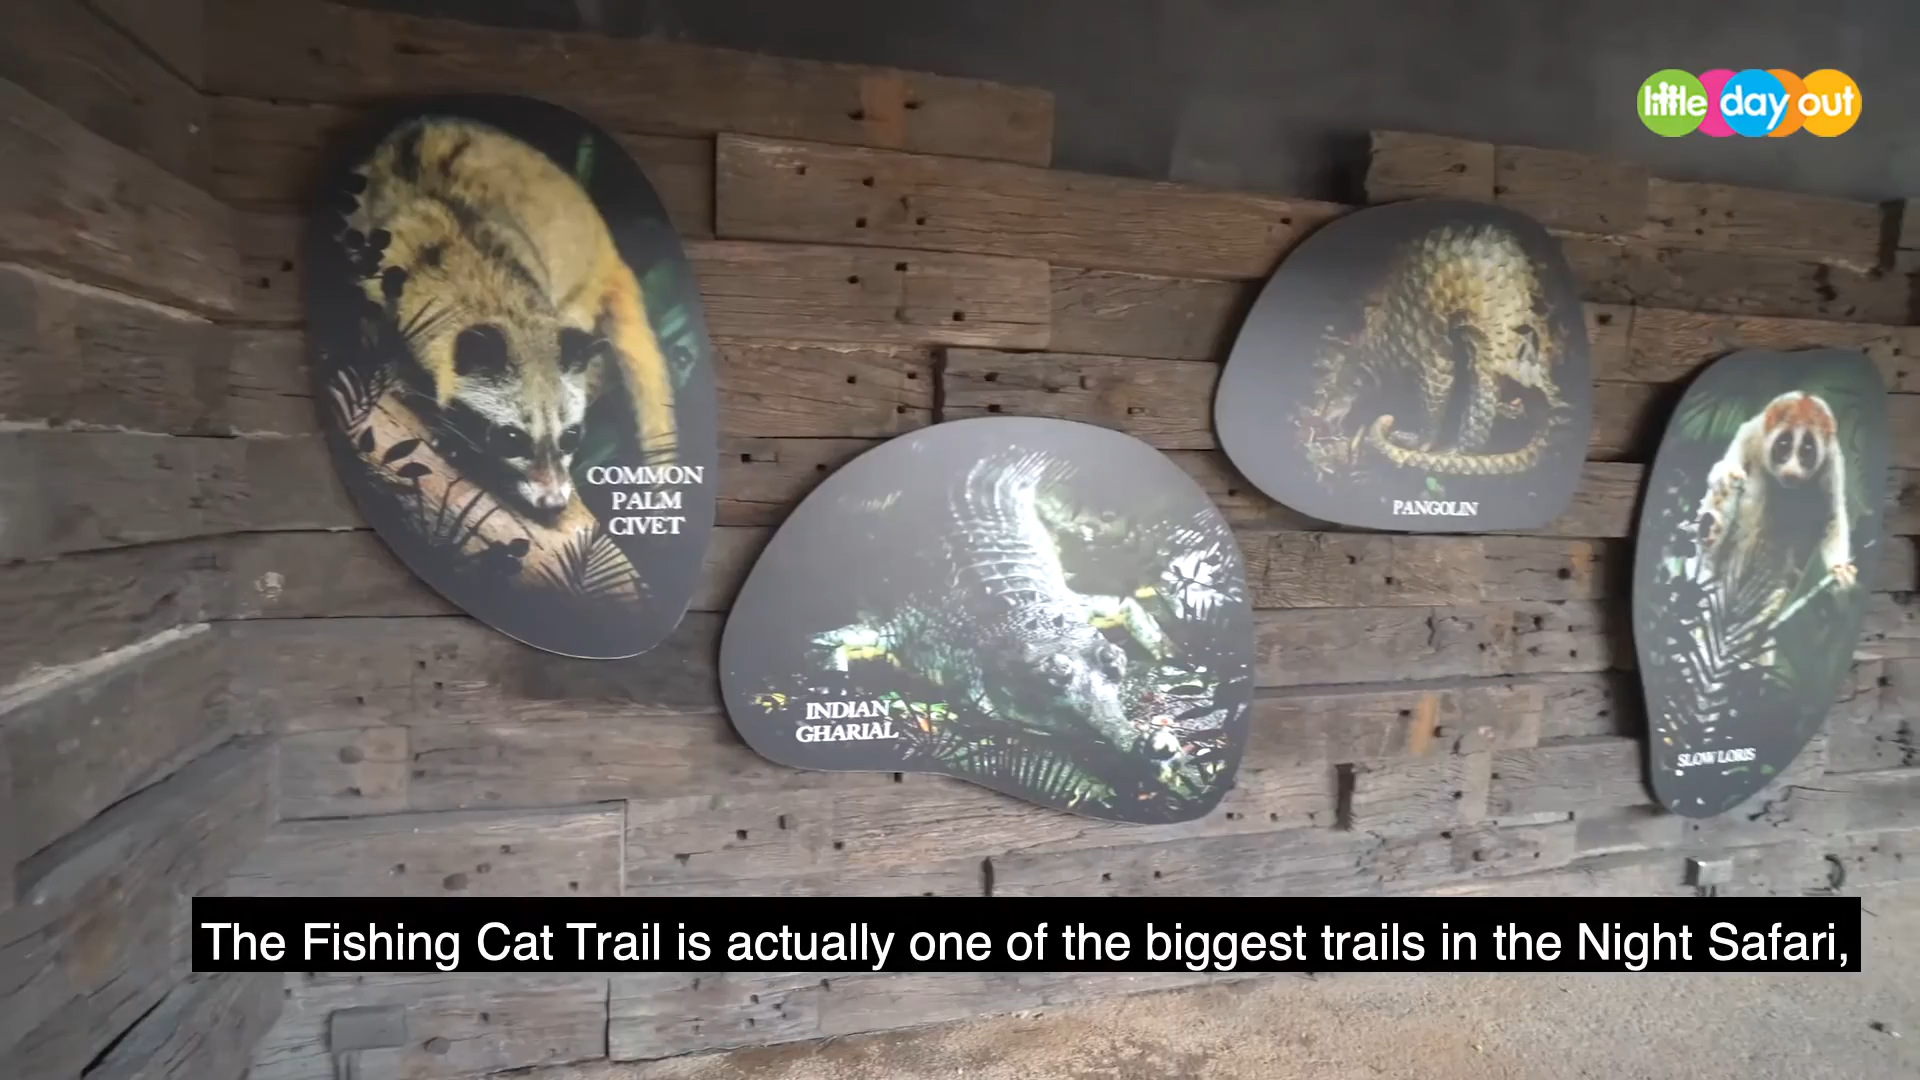 little day out
COMMON
PALM
CIVET
PANGOLIN
INDIAN
GHARIAL
SLOW LORIS
The Fishing Cat Trail is actually one of the biggest trails in the Night Safari,